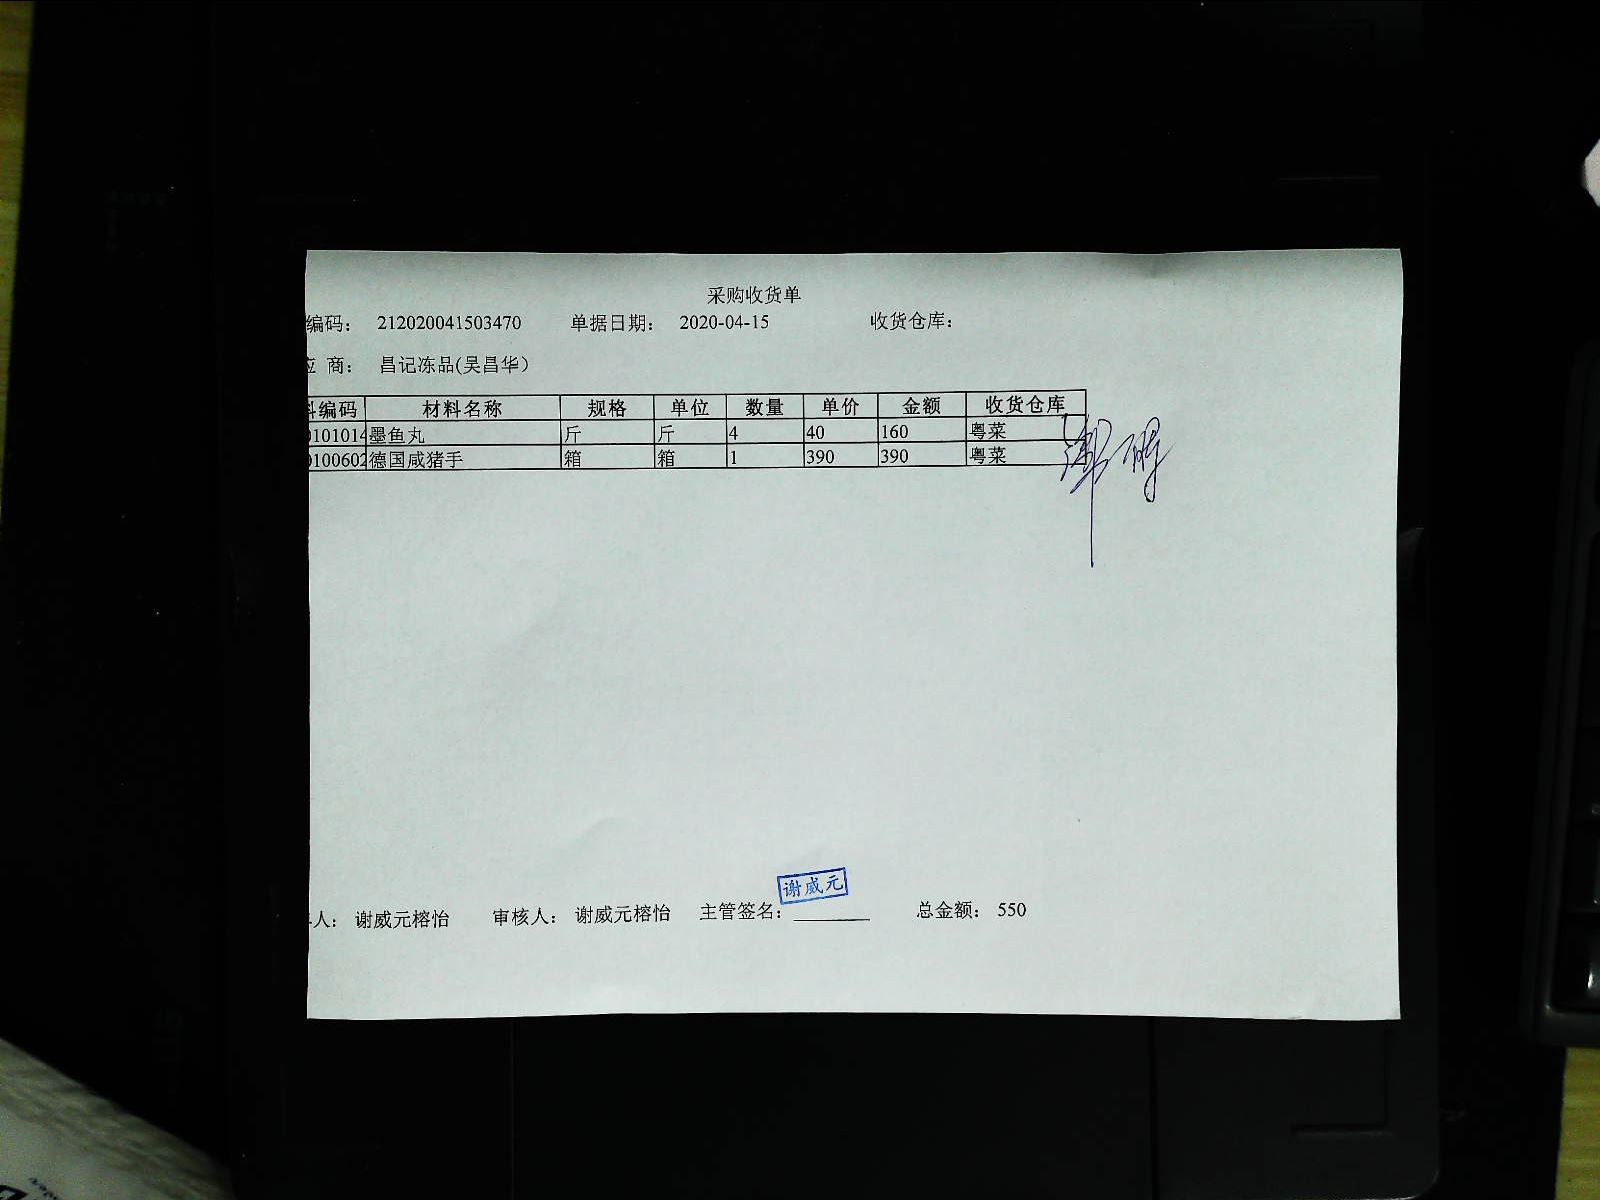 采购收货单
编码： 212020041503470 单据日期： 2020-04-15 收货仓库：
应 商： 昌记冻品(吴昌华)
料编码 材料名称 规格 单位 数量 单价 金额 收货仓库
0101014 墨鱼丸 斤 斤 4 40 160 粤菜
0100602 德国咸猪手 箱 箱 1 390 390 粤菜
谢威元
人： 谢威元榕怡 审核人： 谢威元榕怡 主管签名：________ 总金额： 550